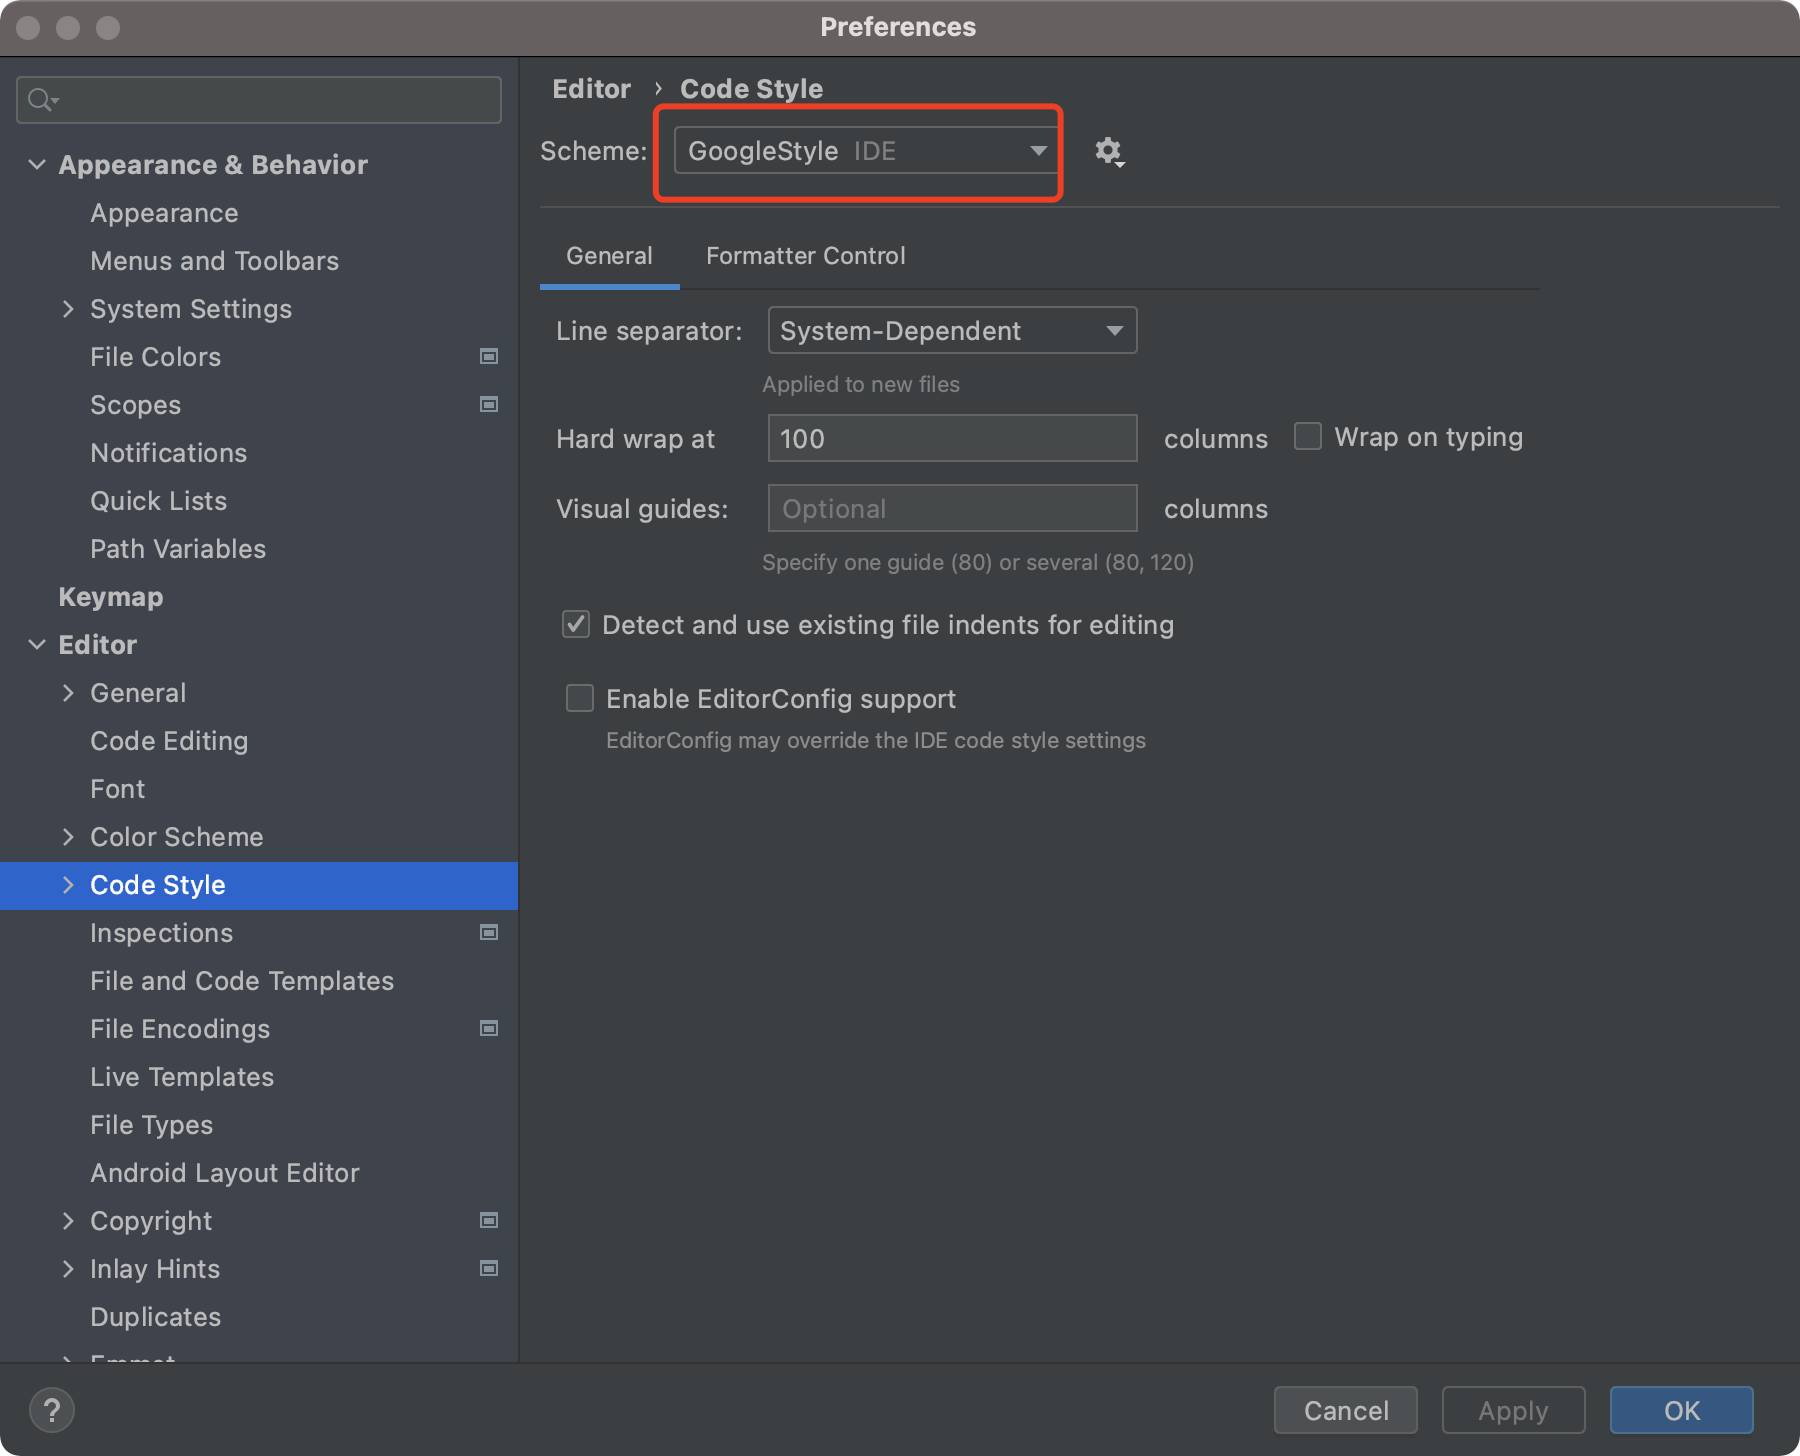 Preferences
Appearance & Behavior
Appearance
Menus and Toolbars
System Settings
File Colors
Scopes
Notifications
Quick Lists
Path Variables
Keymap
Editor
General
Code Editing
Font
Color Scheme
Code Style
Inspections
File and Code Templates
File Encodings
Live Templates
File Types
Android Layout Editor
Copyright
Inlay Hints
Duplicates
Emmet
Editor › Code Style
Scheme: GoogleStyle IDE
General Formatter Control
Line separator: System-Dependent
Applied to new files
Hard wrap at 100 columns Wrap on typing
Visual guides: Optional columns
Specify one guide (80) or several (80, 120)
Detect and use existing file indents for editing
Enable EditorConfig support
EditorConfig may override the IDE code style settings
? Cancel Apply OK